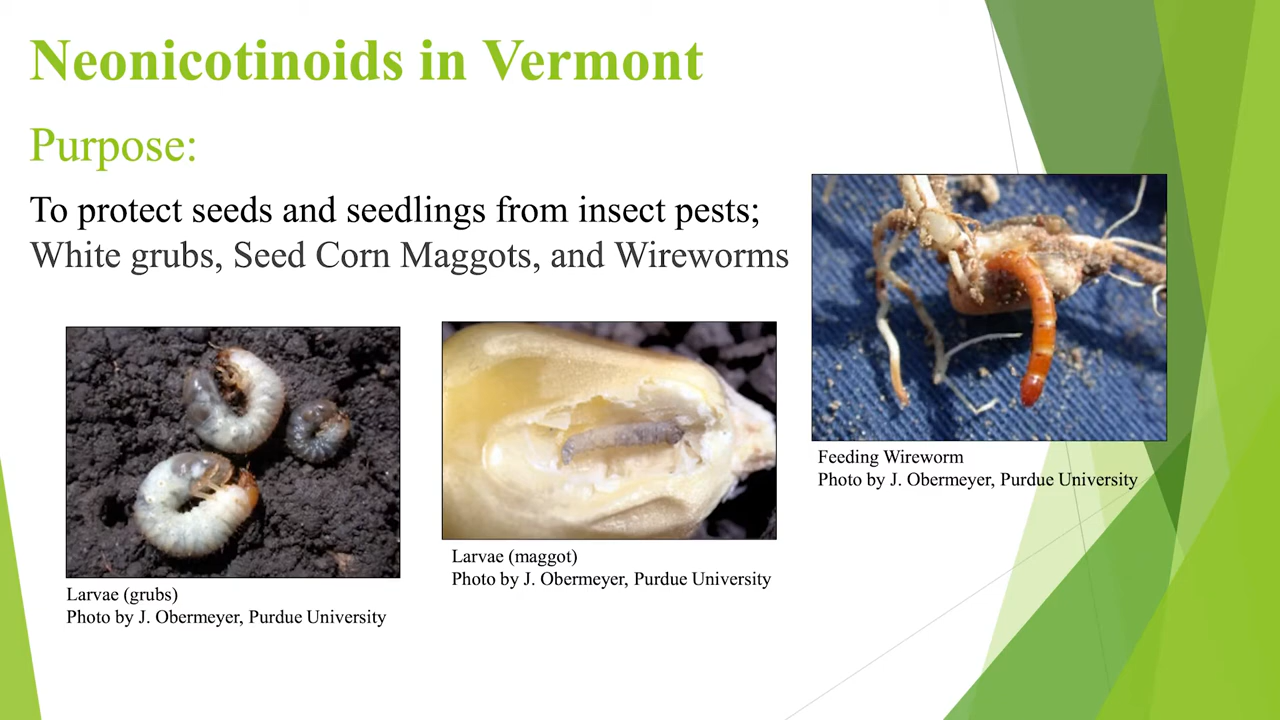 Neonicotinoids in Vermont
Purpose:
To protect seeds and seedlings from insect pests;
White grubs, Seed Corn Maggots, and Wireworms
Larvae (grubs)
Photo by J. Obermeyer, Purdue University
Larvae (maggot)
Photo by J. Obermeyer, Purdue University
Feeding Wireworm
Photo by J. Obermeyer, Purdue University